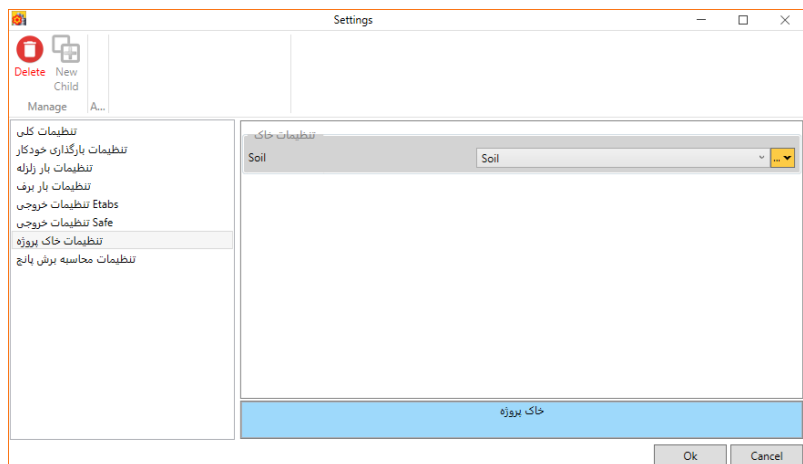 Settings
Delete
New Child
Manage
A...
تنظیمات کلی
تنظیمات بارگذاری خودکار
تنظیمات بار زلزله
تنظیمات بار برف
تنظیمات خروجی Etabs
تنظیمات خروجی Safe
تنظیمات خاک پروژه
تنظیمات محاسبه برش پانچ
تنظیمات خاک
Soil
Soil
...
خاک پروژه
Ok
Cancel